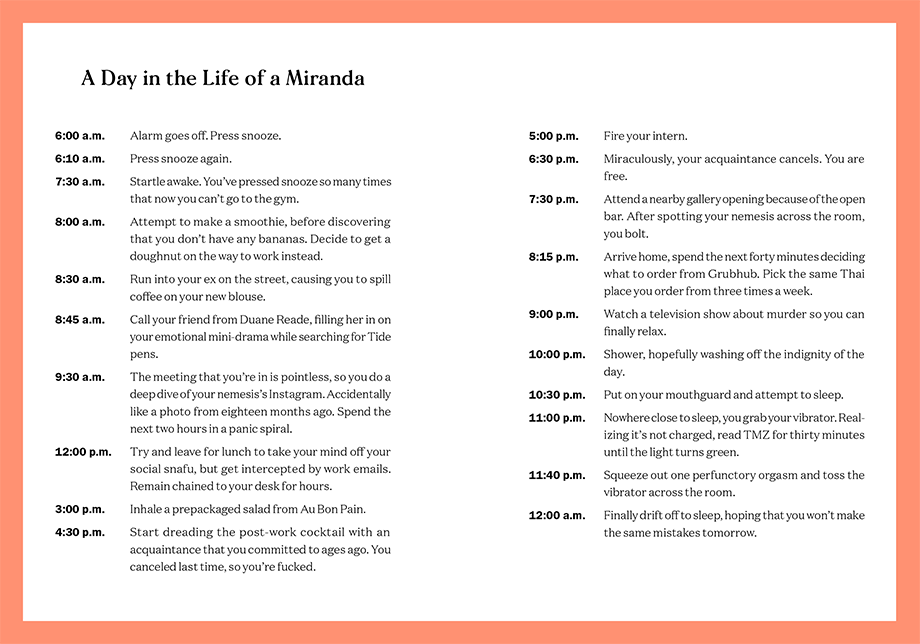 A Day in the Life of a Miranda
6:00 a.m. Alarm goes off. Press snooze.
6:10 a.m. Press snooze again.
7:30 a.m. Startle awake. You’ve pressed snooze so many times
that now you can’t go to the gym.
8:00 a.m. Attempt to make a smoothie, before discovering
that you don’t have any bananas. Decide to get a
doughnut on the way to work instead.
8:30 a.m. Run into your ex on the street, causing you to spill
coffee on your new blouse.
8:45 a.m. Call your friend from Duane Reade, filling her in on
your emotional mini-drama while searching for Tide
pens.
9:30 a.m. The meeting that you’re in is pointless, so you do a
deep dive of your nemesis’s Instagram. Accidentally
like a photo from eighteen months ago. Spend the
next two hours in a panic spiral.
12:00 p.m. Try and leave for lunch to take your mind off your
social snafu, but get intercepted by work emails.
Remain chained to your desk for hours.
3:00 p.m. Inhale a prepackaged salad from Au Bon Pain.
4:30 p.m. Start dreading the post-work cocktail with an
acquaintance that you committed to ages ago. You
canceled last time, so you’re fucked.
5:00 p.m. Fire your intern.
6:30 p.m. Miraculously, your acquaintance cancels. You are
free.
7:30 p.m. Attend a nearby gallery opening because of the open
bar. After spotting your nemesis across the room,
you bolt.
8:15 p.m. Arrive home, spend the next forty minutes deciding
what to order from Grubhub. Pick the same Thai
place you order from three times a week.
9:00 p.m. Watch a television show about murder so you can
finally relax.
10:00 p.m. Shower, hopefully washing off the indignity of the
day.
10:30 p.m. Put on your mouthguard and attempt to sleep.
11:00 p.m. Nowhere close to sleep, you grab your vibrator. Real-
izing it’s not charged, read TMZ for thirty minutes
until the light turns green.
11:40 p.m. Squeeze out one perfunctory orgasm and toss the
vibrator across the room.
12:00 a.m. Finally drift off to sleep, hoping that you won’t make
the same mistakes tomorrow.